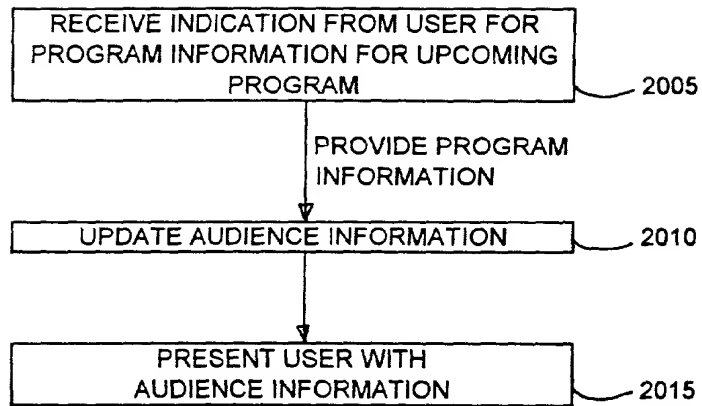 RECEIVE INDICATION FROM USER FOR
PROGRAM INFORMATION FOR UPCOMING
PROGRAM
2005
PROVIDE PROGRAM
INFORMATION
UPDATE AUDIENCE INFORMATION
2010
PRESENT USER WITH
AUDIENCE INFORMATION
2015